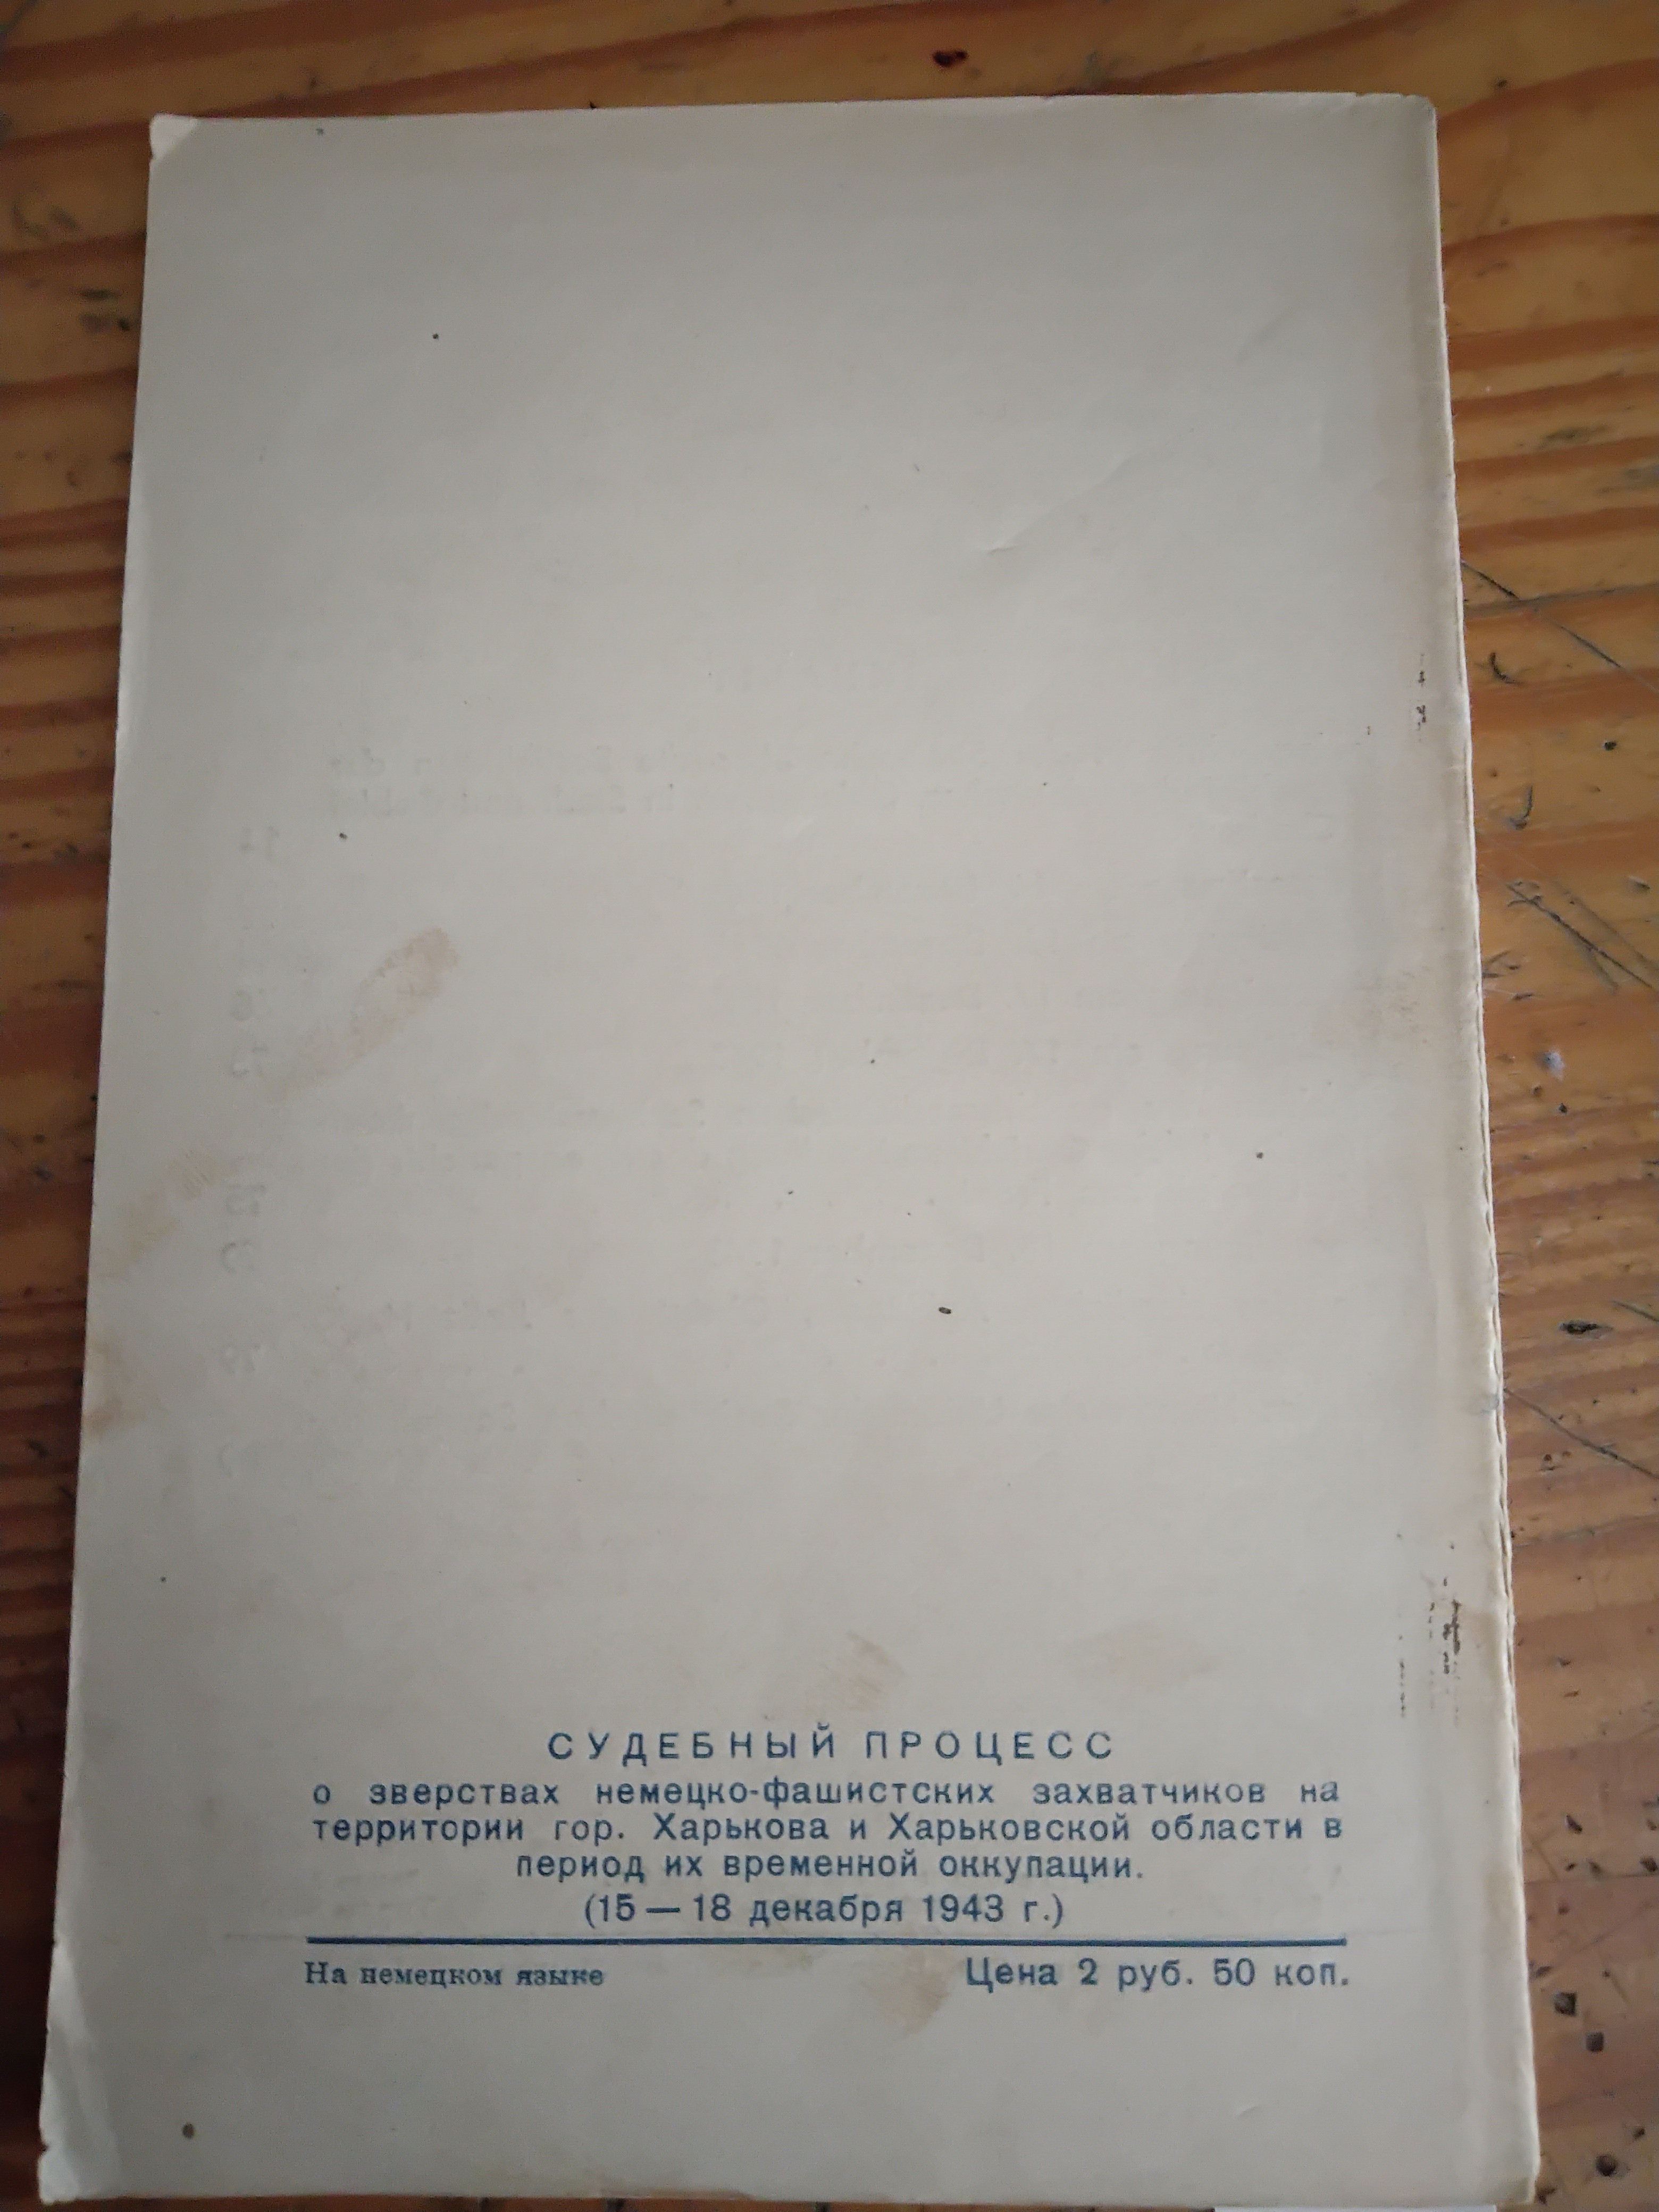 СУДЕБНЫЙ ПРОЦЕСС
о зверствах немецко-фашистских захватчиков на
территории гор. Харькова и Харьковской области в
период их временной оккупации.
(15 — 18 декабря 1943 г.)
На немецком языке
Цена 2 руб. 50 коп.